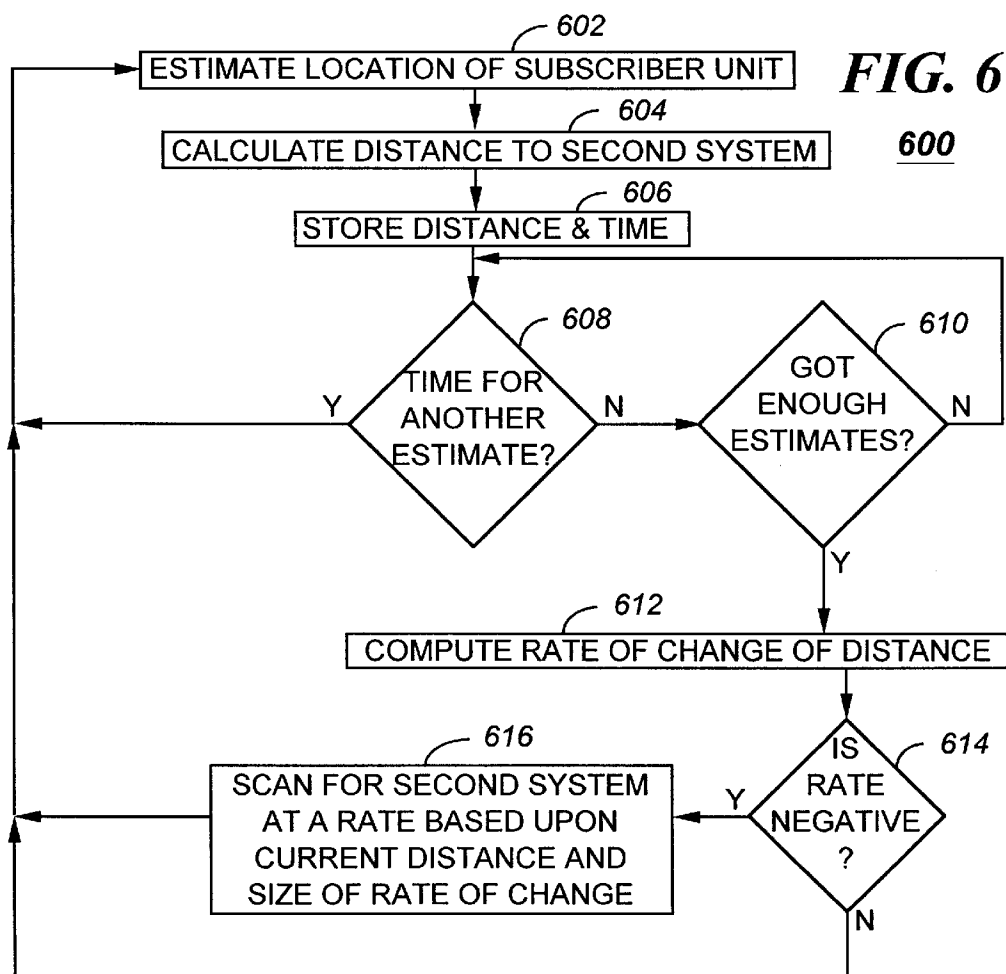 602
ESTIMATE LOCATION OF SUBSCRIBER UNIT
FIG. 6
600
604
CALCULATE DISTANCE TO SECOND SYSTEM
606
STORE DISTANCE & TIME
608
TIME FOR
ANOTHER
ESTIMATE?
Y
N
610
GOT
ENOUGH
ESTIMATES?
N
Y
612
COMPUTE RATE OF CHANGE OF DISTANCE
614
IS
RATE
NEGATIVE
?
Y
N
616
SCAN FOR SECOND SYSTEM
AT A RATE BASED UPON
CURRENT DISTANCE AND
SIZE OF RATE OF CHANGE